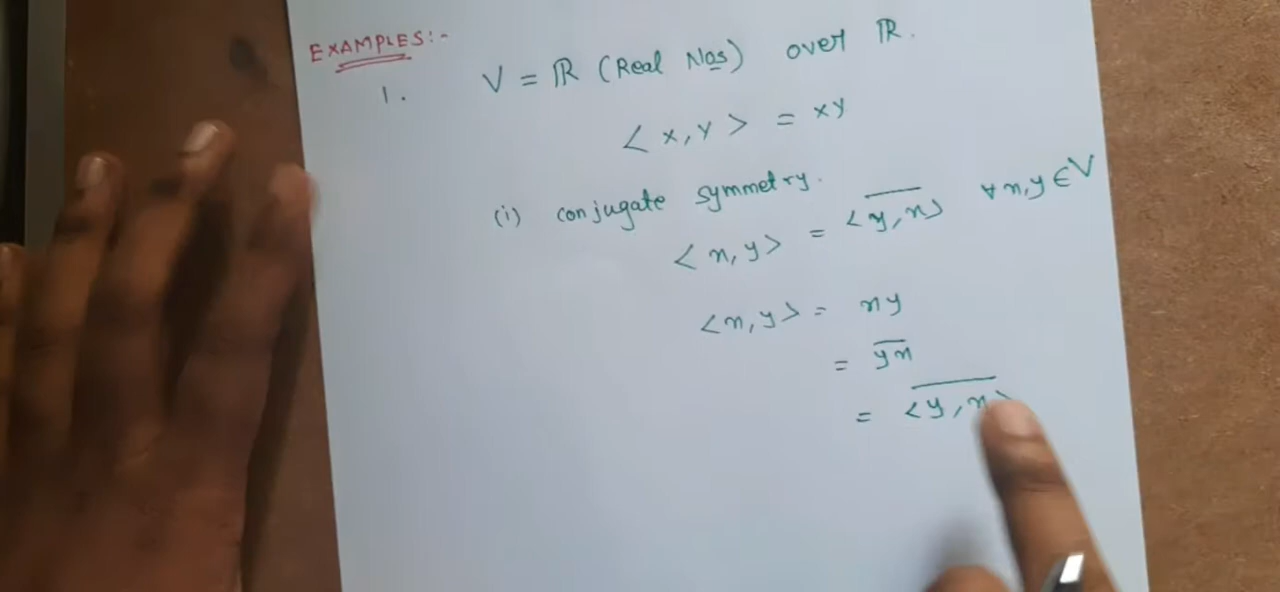 EXAMPLES:-
1. V = ℝ (Real Nos) over ℝ.
< x, y > = xy
(i) conjugate symmetry.
< x, y > = \overline{< y, x >} ∀ x, y ∈ V
< x, y > = xy
= \overline{yx}
= \overline{< y, x >}